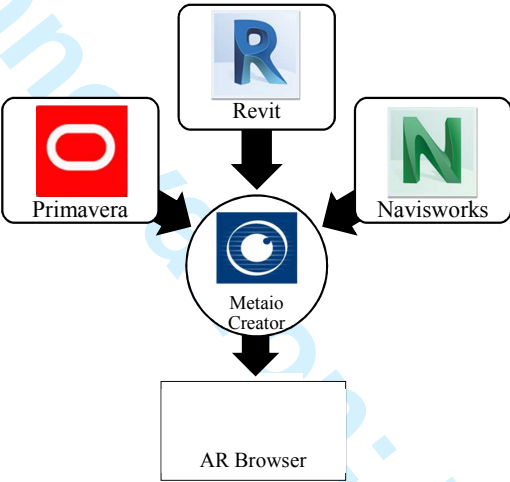 Revit
Primavera
Navisworks
Metaio
Creator
AR Browser